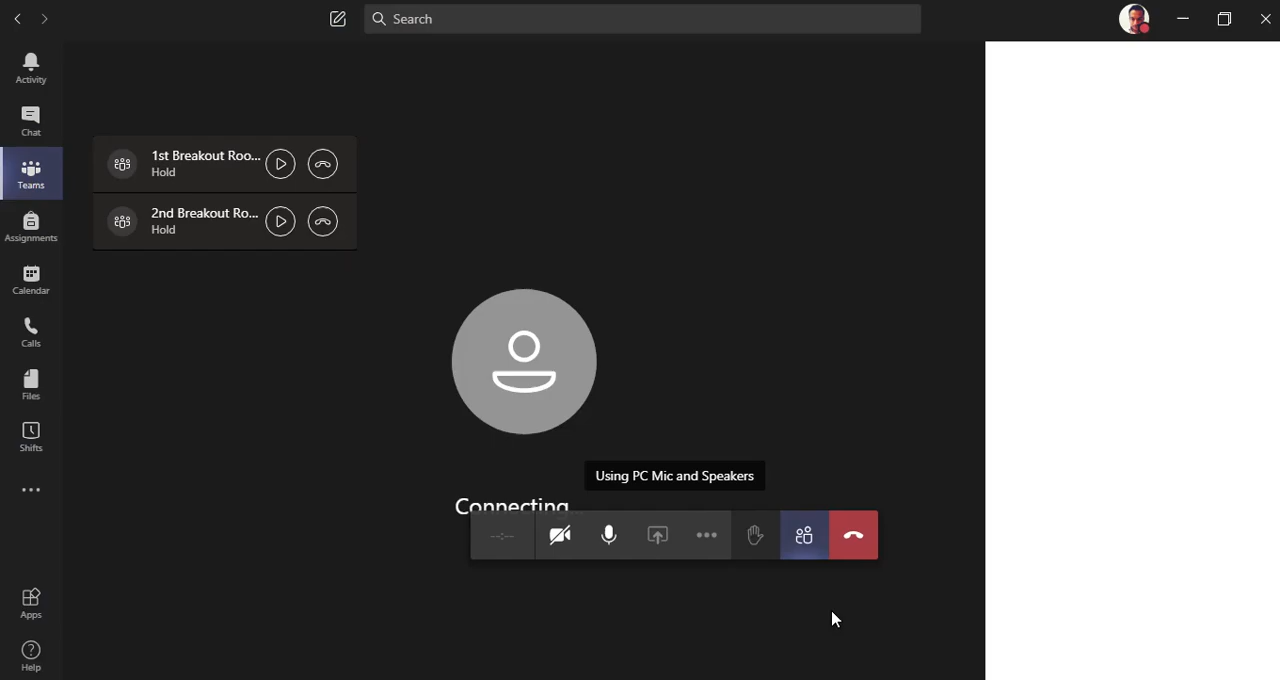 Search
Activity
Chat
Teams
Assignments
Calendar
Calls
Files
Shifts
Apps
Help
1st Breakout Roo...
Hold
2nd Breakout Ro...
Hold
Using PC Mic and Speakers
Connecting...
--:--